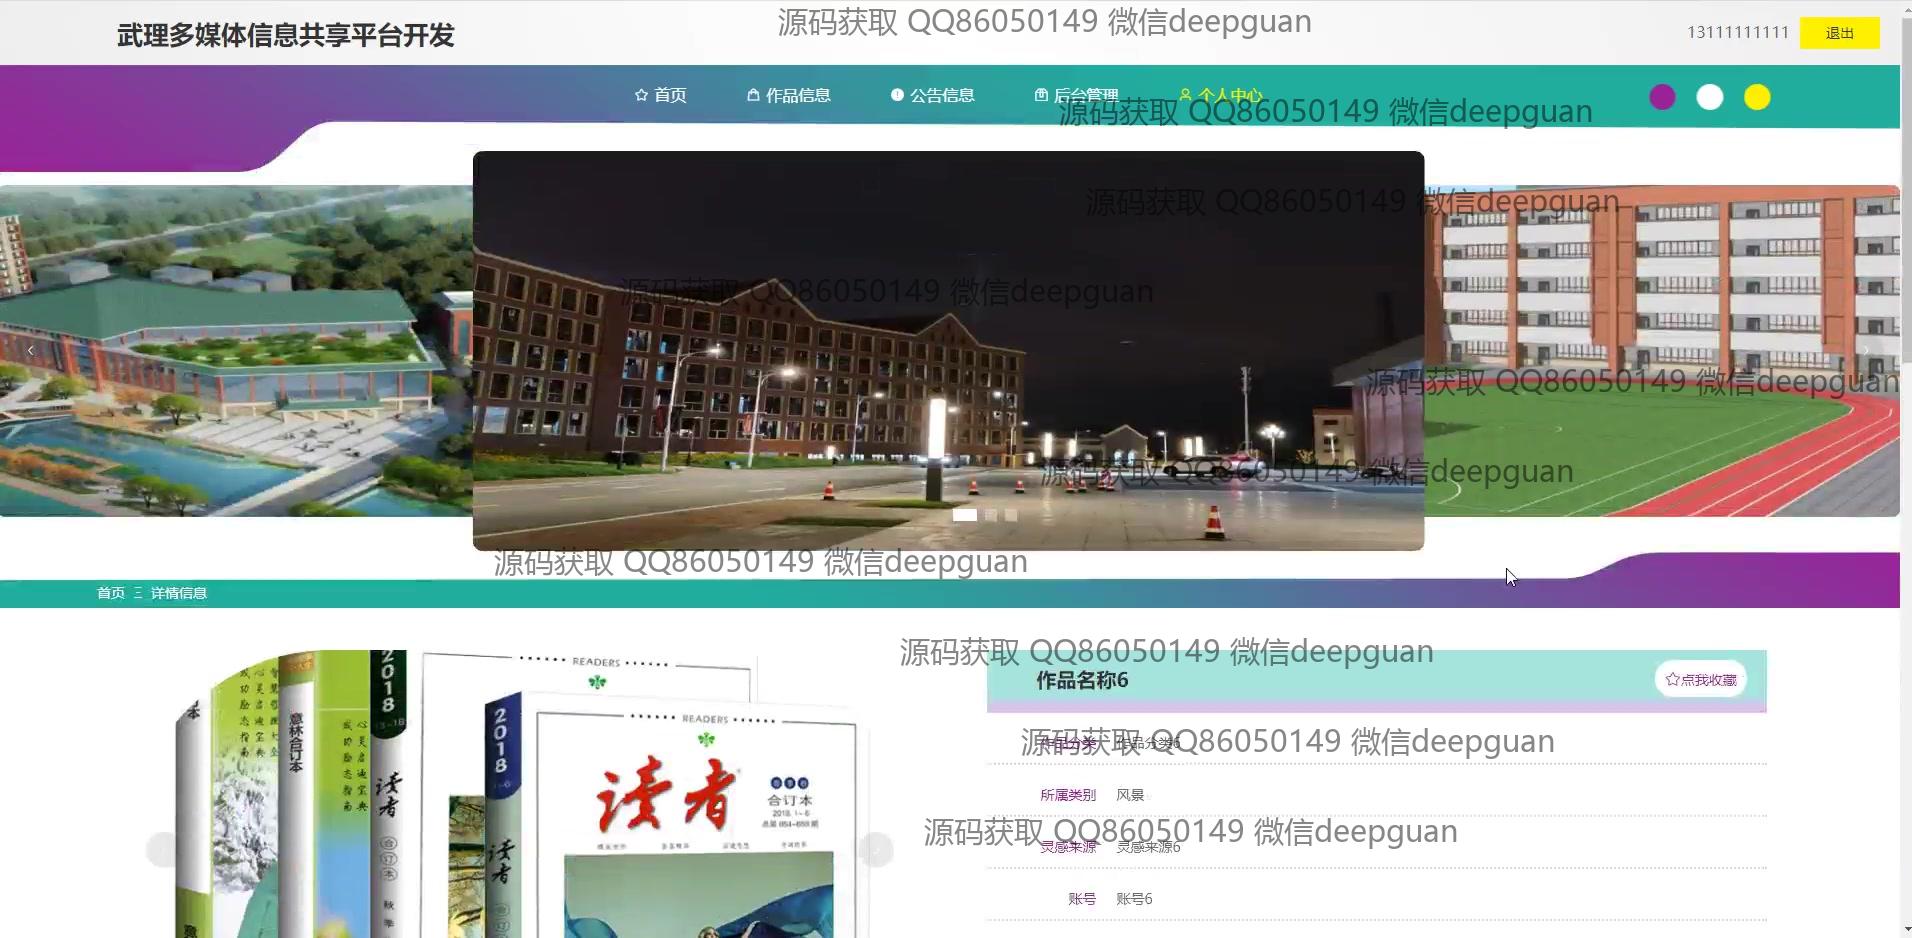 武理多媒体信息共享平台开发
源码获取 QQ86050149 微信deepguan
13111111111
退出
首页
作品信息
公告信息
后台管理
个人中心
源码获取 QQ86050149 微信deepguan
源码获取 QQ86050149 微信deepguan
源码获取 QQ86050149 微信deepguan
源码获取 QQ86050149 微信deepguan
源码获取 QQ86050149 微信deepguan
源码获取 QQ86050149 微信deepguan
首页 Ξ 详情信息
源码获取 QQ86050149 微信deepguan
作品名称6
点我收藏
源码获取 QQ86050149 微信deepguan
作品分类 作品分类6
所属类别 风景
源码获取 QQ86050149 微信deepguan
灵感来源 灵感来源6
账号 账号6
READERS
READERS
2018
2018
意林合订本
读者
读者
读者
合订本
2018.1-6
秋季